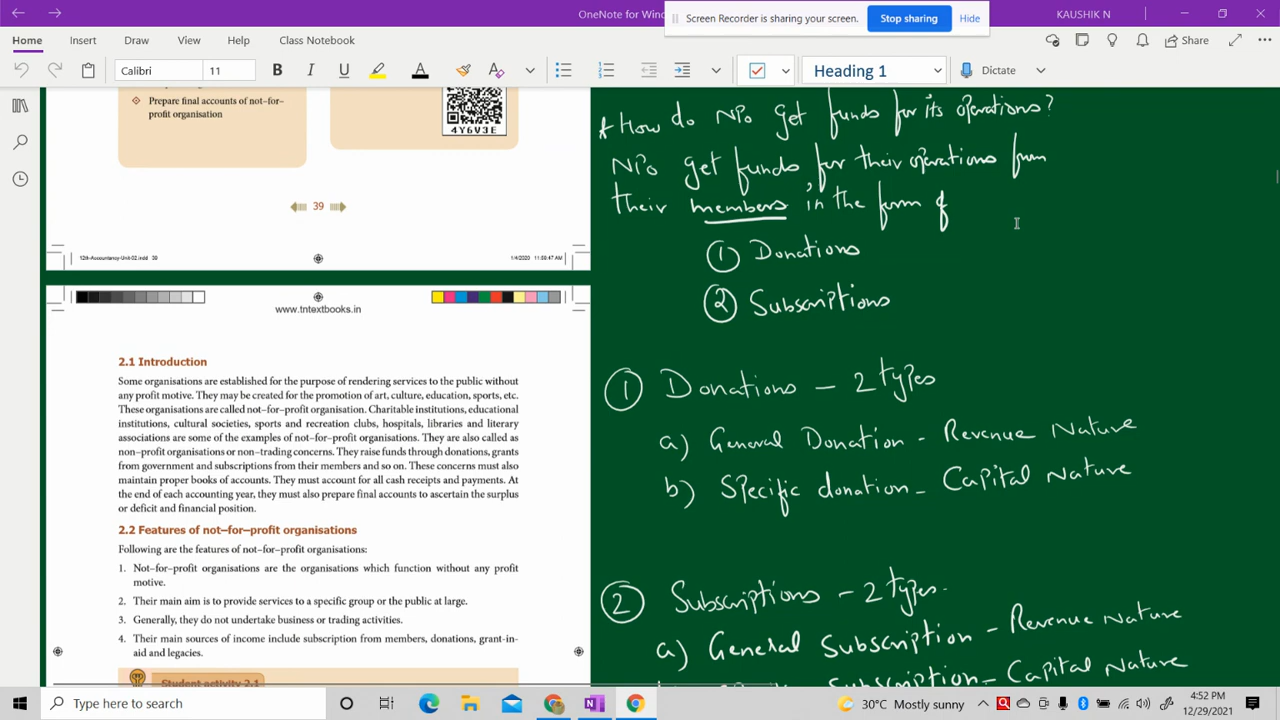 OneNote for Win
Screen Recorder is sharing your screen.
Stop sharing
Hide
KAUSHIK N
Home Insert Draw View Help Class Notebook
Share
Calibri 11 B I U A
Heading 1 Dictate
Prepare final accounts of not-for-
profit organisation
4Y6V3E
39
12th-Accountancy-Unit 02.indd 39
1/4/2020 11:59:47 AM
www.tntextbooks.in
2.1 Introduction
Some organisations are established for the purpose of rendering services to the public without
any profit motive. They may be created for the promotion of art, culture, education, sports, etc.
These organisations are called not-for-profit organisation. Charitable institutions, educational
institutions, cultural societies, sports and recreation clubs, hospitals, libraries and literary
associations are some of the examples of not-for-profit organisations. They are also called as
non-profit organisations or non-trading concerns. They raise funds through donations, grants
from government and subscriptions from their members and so on. These concerns must also
maintain proper books of accounts. They must account for all cash receipts and payments. At
the end of each accounting year, they must also prepare final accounts to ascertain the surplus
or deficit and financial position.
2.2 Features of not-for-profit organisations
Following are the features of not-for-profit organisations:
1. Not-for-profit organisations are the organisations which function without any profit
motive.
2. Their main aim is to provide services to a specific group or the public at large.
3. Generally, they do not undertake business or trading activities.
4. Their main sources of income include subscription from members, donations, grant-in-
aid and legacies.
Student activity 2.1
How do NPo get funds for its operations?
NPo get funds for their operations from
their members in the form of
① Donations
② Subscriptions
① Donations - 2 types
a) General Donation - Revenue Nature
b) Specific donation - Capital Nature
② Subscriptions - 2 types.
a) General Subscription - Revenue Nature
Subscription - Capital Nature
Type here to search
30°C Mostly sunny
4:52 PM
12/29/2021